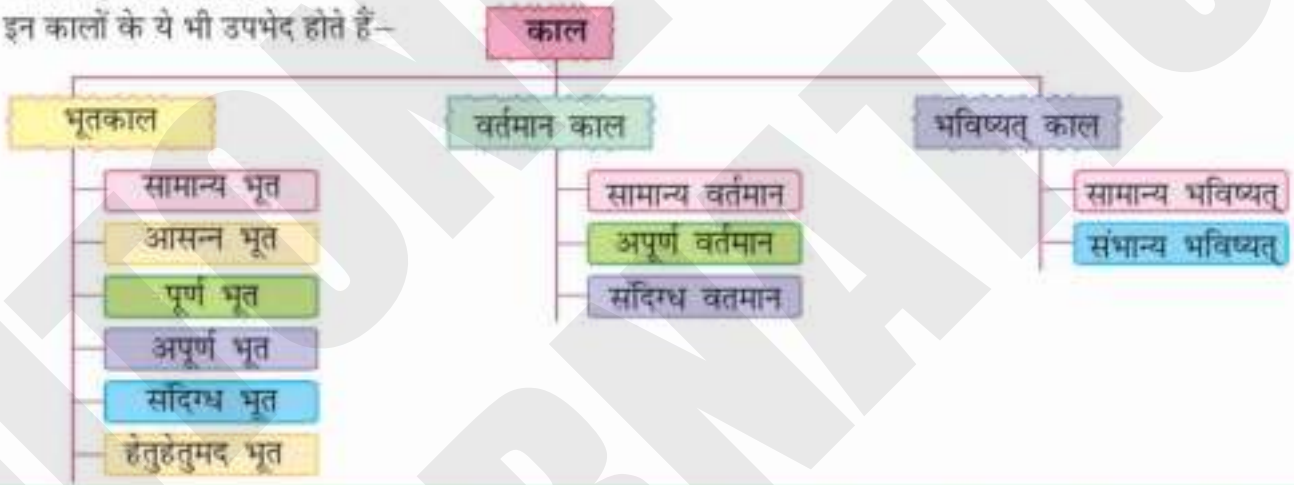 इन कालों के ये भी उपभेद होते हैं–
काल
भूतकाल
सामान्य भूत
आसन्न भूत
पूर्ण भूत
अपूर्ण भूत
संदिग्ध भूत
हेतुहेतुमद भूत
वर्तमान काल
सामान्य वर्तमान
अपूर्ण वर्तमान
संदिग्ध वतमान
भविष्यत् काल
सामान्य भविष्यत्
संभान्य भविष्यत्